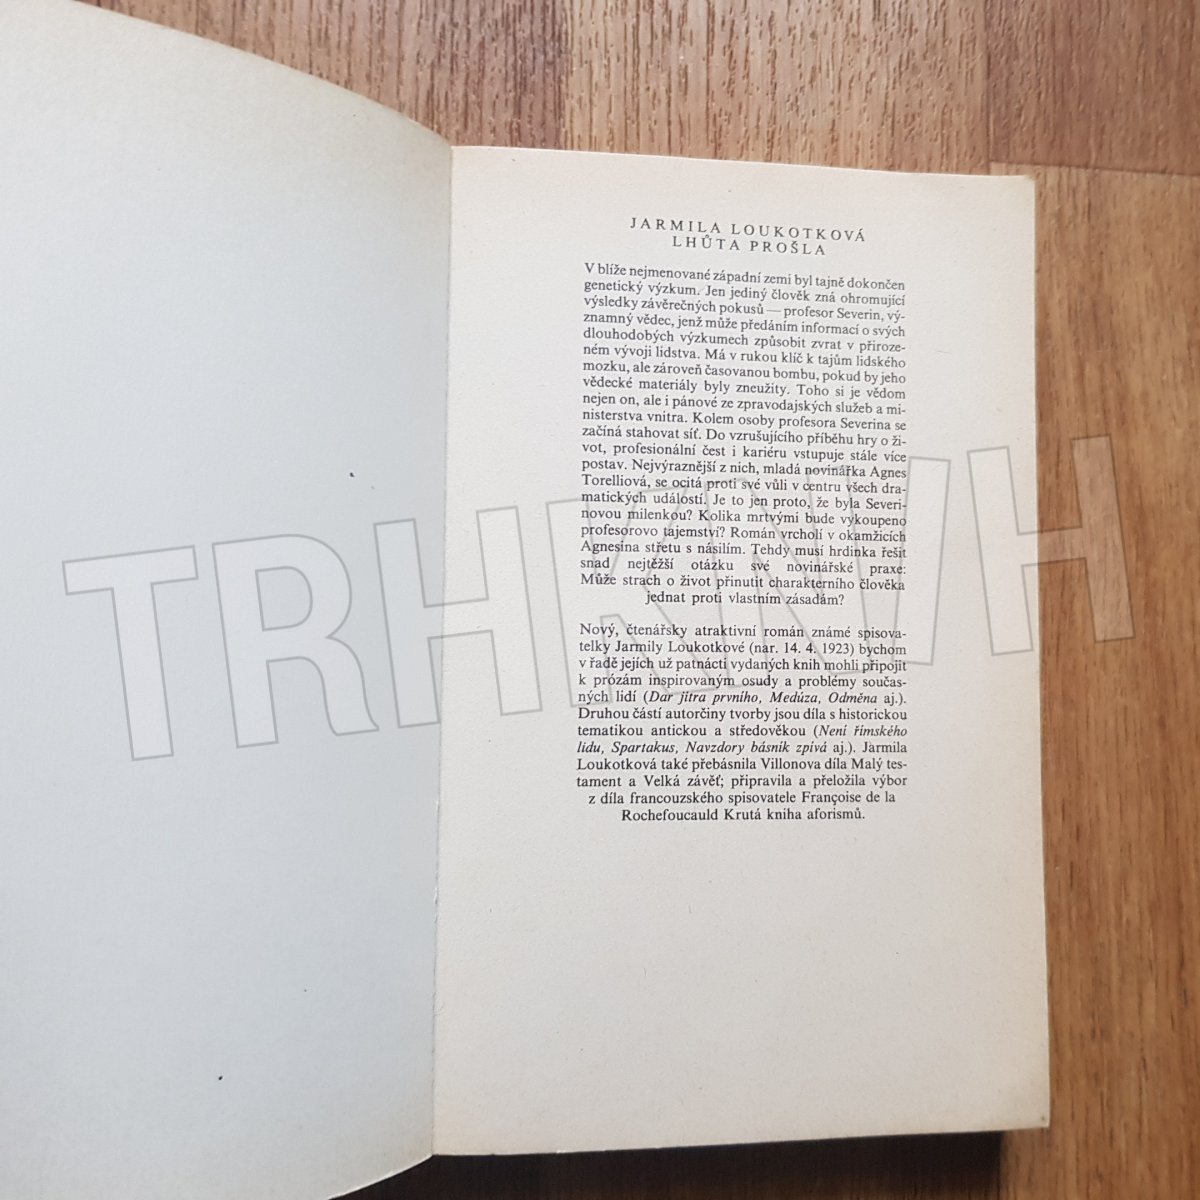 JARMILA LOUKOTKOVÁ
LHŮTA PROŠLA
V blíže nejmenované západní zemi byl tajně dokončen
genetický výzkum. Jen jediný člověk zná ohromující
výsledky závěrečných pokusů — profesor Severin, vý-
znamný vědec, jenž může předáním informací o svých
dlouhodobých výzkumech způsobit zvrat v přiroze-
ném vývoji lidstva. Má v rukou klíč k tajům lidského
mozku, ale zároveň časovanou bombu, pokud by jeho
vědecké materiály byly zneužity. Toho si je vědom
nejen on, ale i pánové ze zpravodajských služeb a mi-
nisterstva vnitra. Kolem osoby profesora Severina se
začíná stahovat síť. Do vzrušujícího příběhu hry o ži-
vot, profesionální čest i kariéru vstupuje stále více
postav. Nejvýraznější z nich, mladá novinářka Agnes
Torelliová, se ocitá proti své vůli v centru všech dra-
matických událostí. Je to jen proto, že byla Severi-
novou milenkou? Kolika mrtvými bude vykoupeno
profesorovo tajemství? Román vrcholí v okamžicích
Agnesina střetu s násilím. Tehdy musí hrdinka řešit
snad nejtěžší otázku své novinářské praxe:
Může strach o život přinutit charakterního člověka
jednat proti vlastním zásadám?
Nový, čtenářsky atraktivní román známé spisova-
telky Jarmily Loukotkové (nar. 14. 4. 1923) bychom
v řadě jejích už patnácti vydaných knih mohli připojit
k prózám inspirovaným osudy a problémy součas-
ných lidí (Dar jitra prvního, Medúza, Odměna aj.).
Druhou částí autorčiny tvorby jsou díla s historickou
tematikou antickou a středověkou (Není římského
lidu, Spartakus, Navzdory básník zpívá aj.). Jarmila
Loukotková také přebásnila Villonova díla Malý tes-
tament a Velká závěť; připravila a přeložila výbor
z díla francouzského spisovatele Françoise de la
Rochefoucauld Krutá kniha aforismů.
TRHKNIH